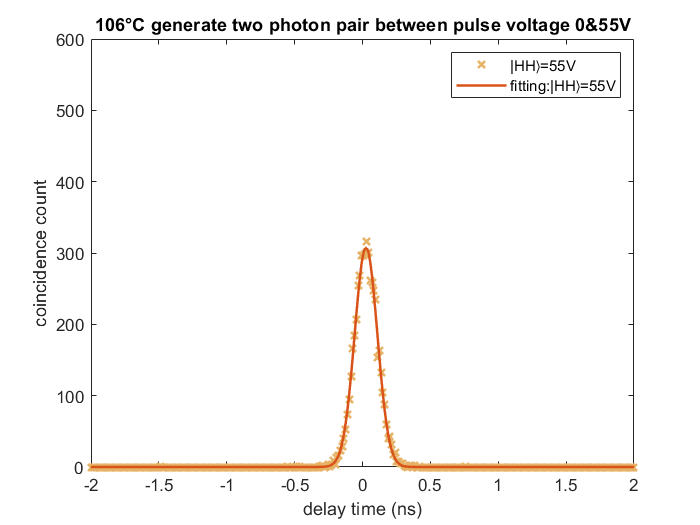 106°C generate two photon pair between pulse voltage 0&55V
|HH⟩=55V
fitting:|HH⟩=55V
600
500
400
300
200
100
0
coincidence count
-2 -1.5 -1 -0.5 0 0.5 1 1.5 2
delay time (ns)